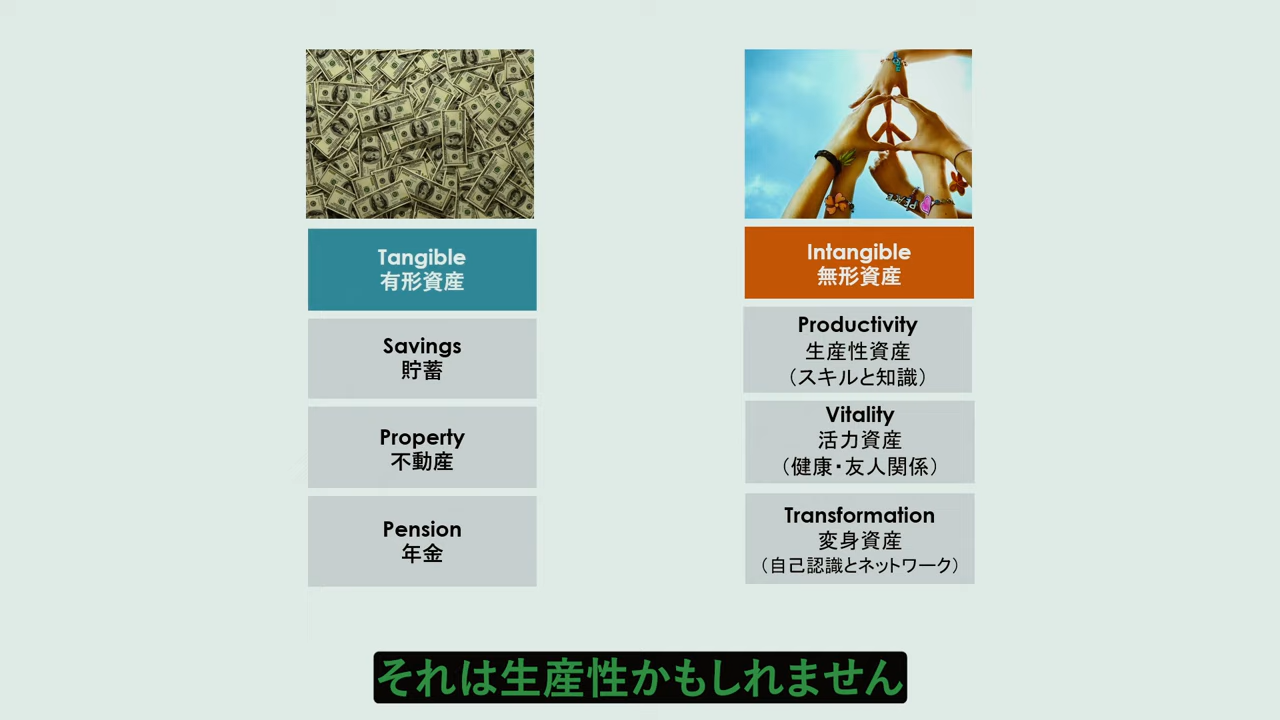 Tangible
有形資産
Savings
貯蓄
Property
不動産
Pension
年金
PEACE
Intangible
無形資産
Productivity
生産性資産
（スキルと知識）
Vitality
活力資産
（健康・友人関係）
Transformation
変身資産
（自己認識とネットワーク）
それは生産性かもしれません